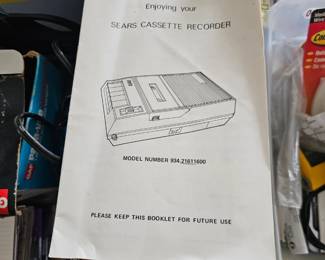 Enjoying your
SEARS CASSETTE RECORDER
MODEL NUMBER 934.21611600
PLEASE KEEP THIS BOOKLET FOR FUTURE USE